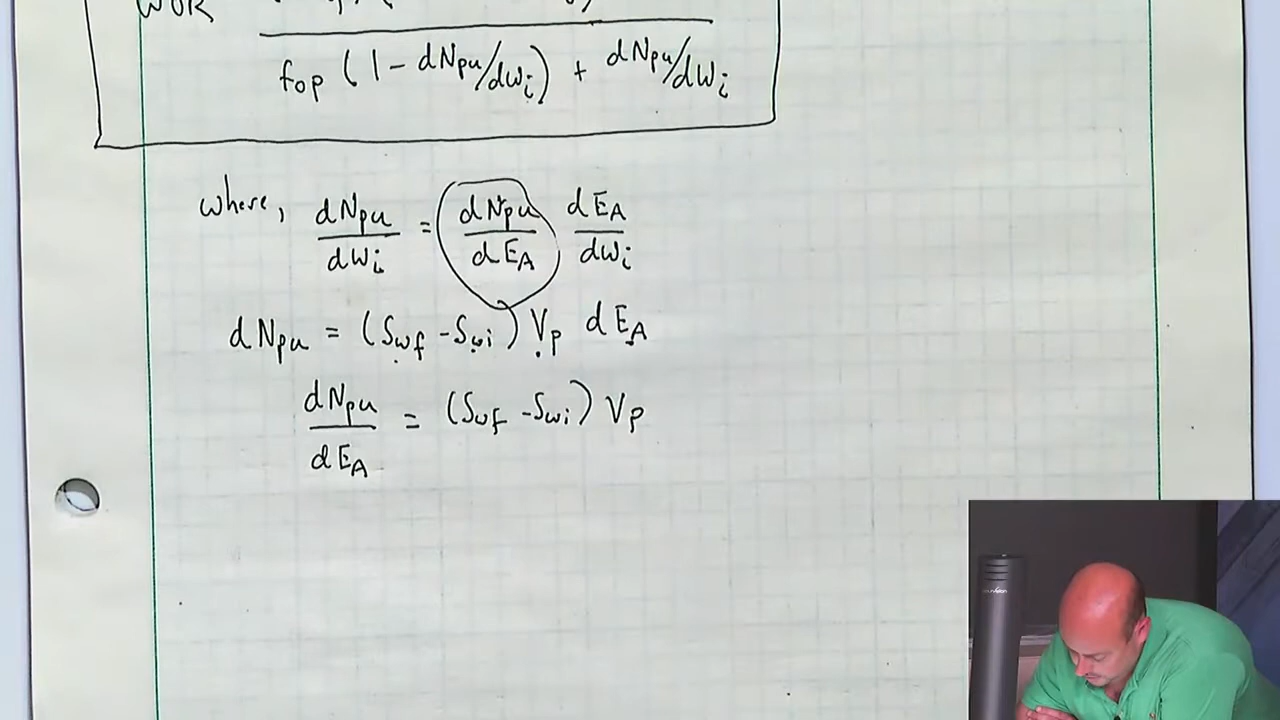 WOR
fop (1 - dNpu/dWi) + dNpu/dWi
where, dNpu/dWi = dNpu/dEA dEA/dWi
dNpu = (Swf - Swi) Vp dEA
dNpu/dEA = (Swf - Swi) Vp